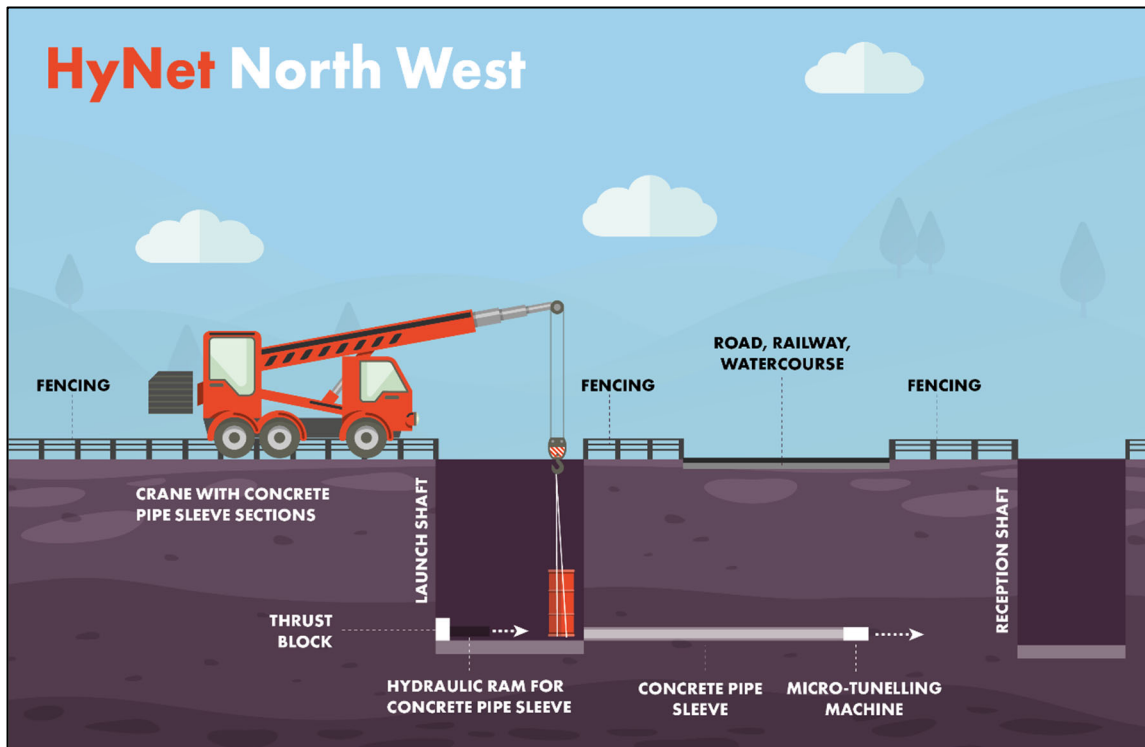 HyNet North West
ROAD, RAILWAY,
WATERCOURSE
FENCING
FENCING
FENCING
CRANE WITH CONCRETE
PIPE SLEEVE SECTIONS
LAUNCH SHAFT
RECEPTION SHAFT
THRUST
BLOCK
HYDRAULIC RAM FOR
CONCRETE PIPE SLEEVE
CONCRETE PIPE
SLEEVE
MICRO-TUNELLING
MACHINE